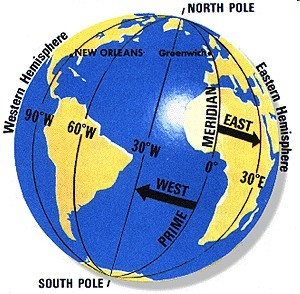 NORTH POLE
Western Hemisphere
NEW ORLEANS
Greenwich
Eastern Hemisphere
MERIDIAN
EAST
90°W
60°W
30°W
0°
30°E
WEST
PRIME
SOUTH POLE